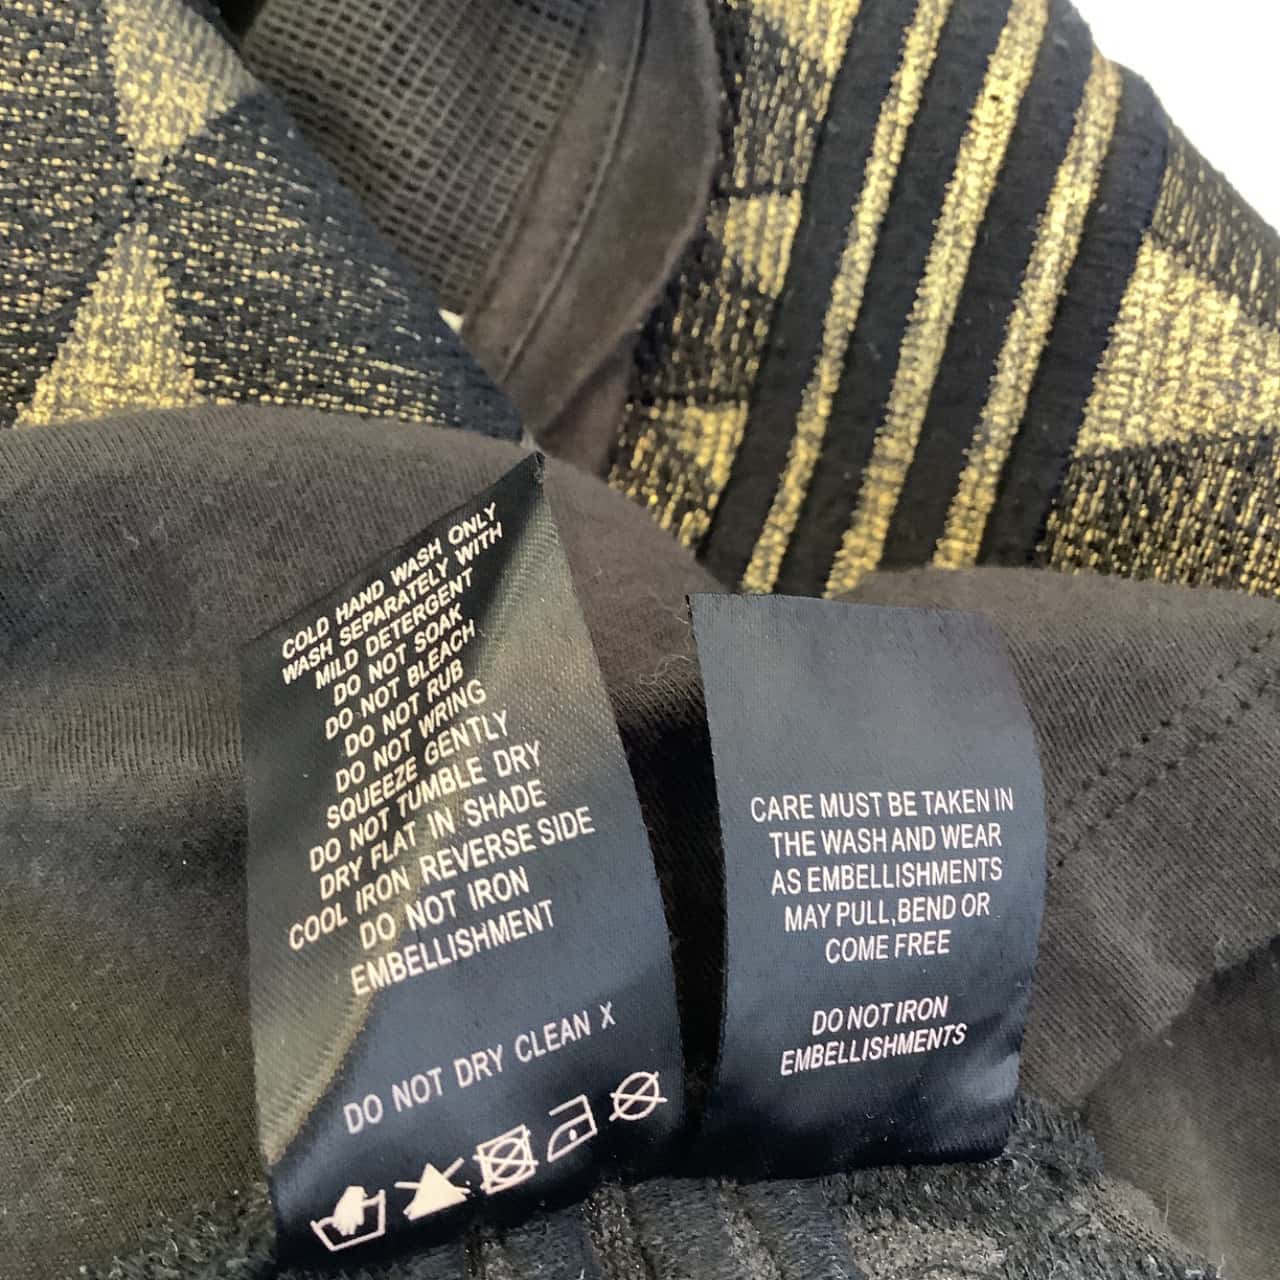 COLD HAND WASH ONLY
WASH SEPARATELY WITH
MILD DETERGENT
DO NOT SOAK
DO NOT BLEACH
DO NOT RUB
DO NOT WRING
SQUEEZE GENTLY
DO NOT TUMBLE DRY
DRY FLAT IN SHADE
COOL IRON REVERSE SIDE
DO NOT IRON
EMBELLISHMENT
DO NOT DRY CLEAN X
CARE MUST BE TAKEN IN
THE WASH AND WEAR
AS EMBELLISHMENTS
MAY PULL,BEND OR
COME FREE
DO NOT IRON
EMBELLISHMENTS